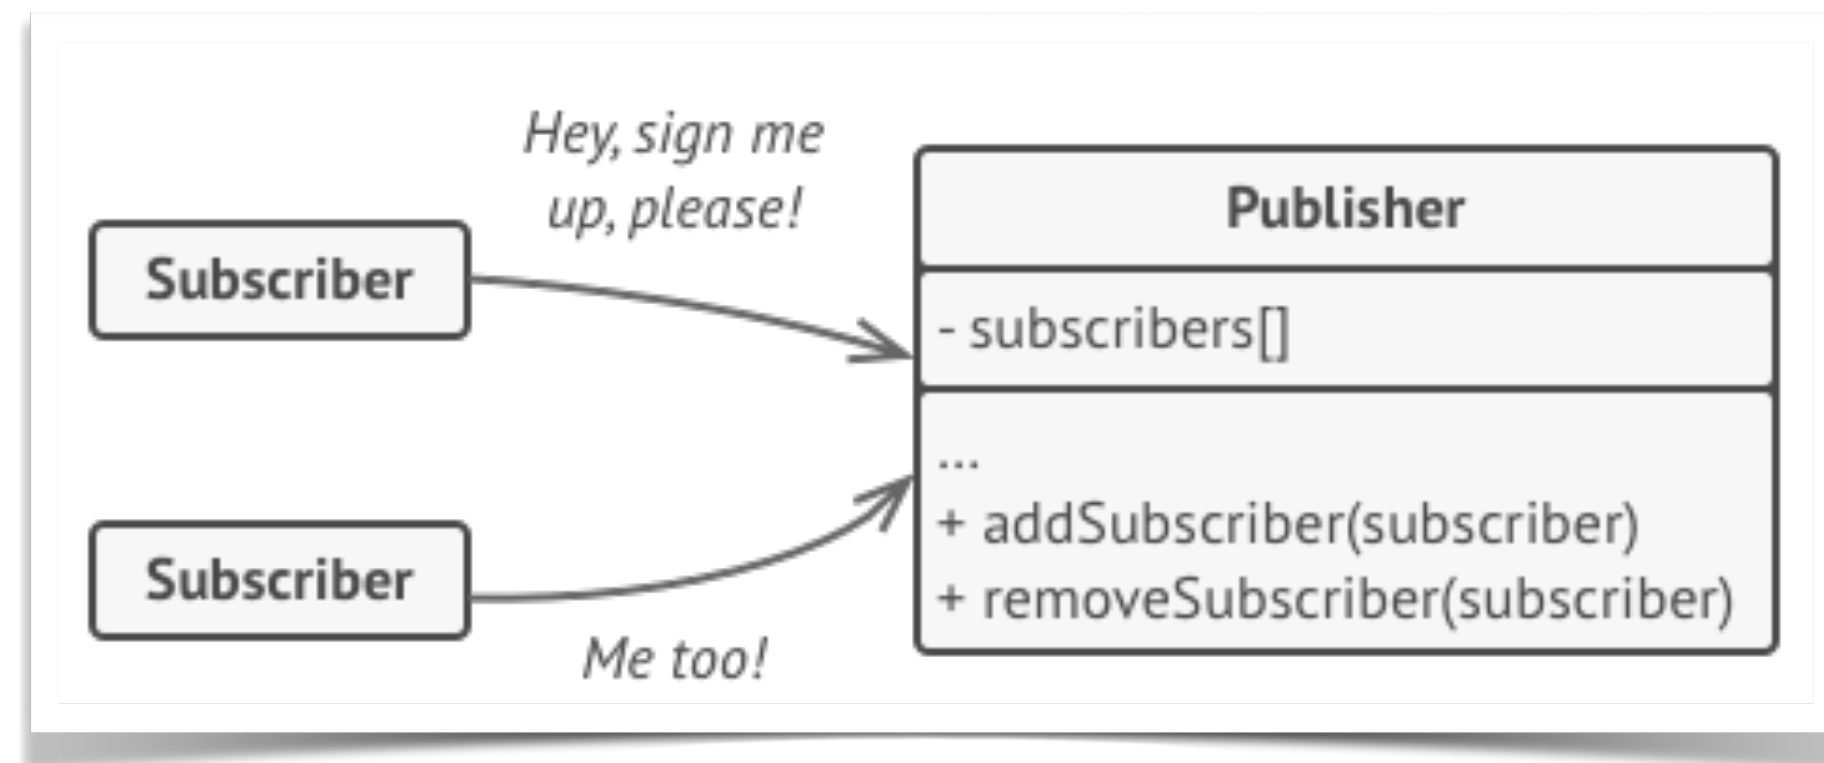 Hey, sign me
up, please!
Subscriber
Subscriber
Me too!
Publisher
- subscribers[]
...
+ addSubscriber(subscriber)
+ removeSubscriber(subscriber)